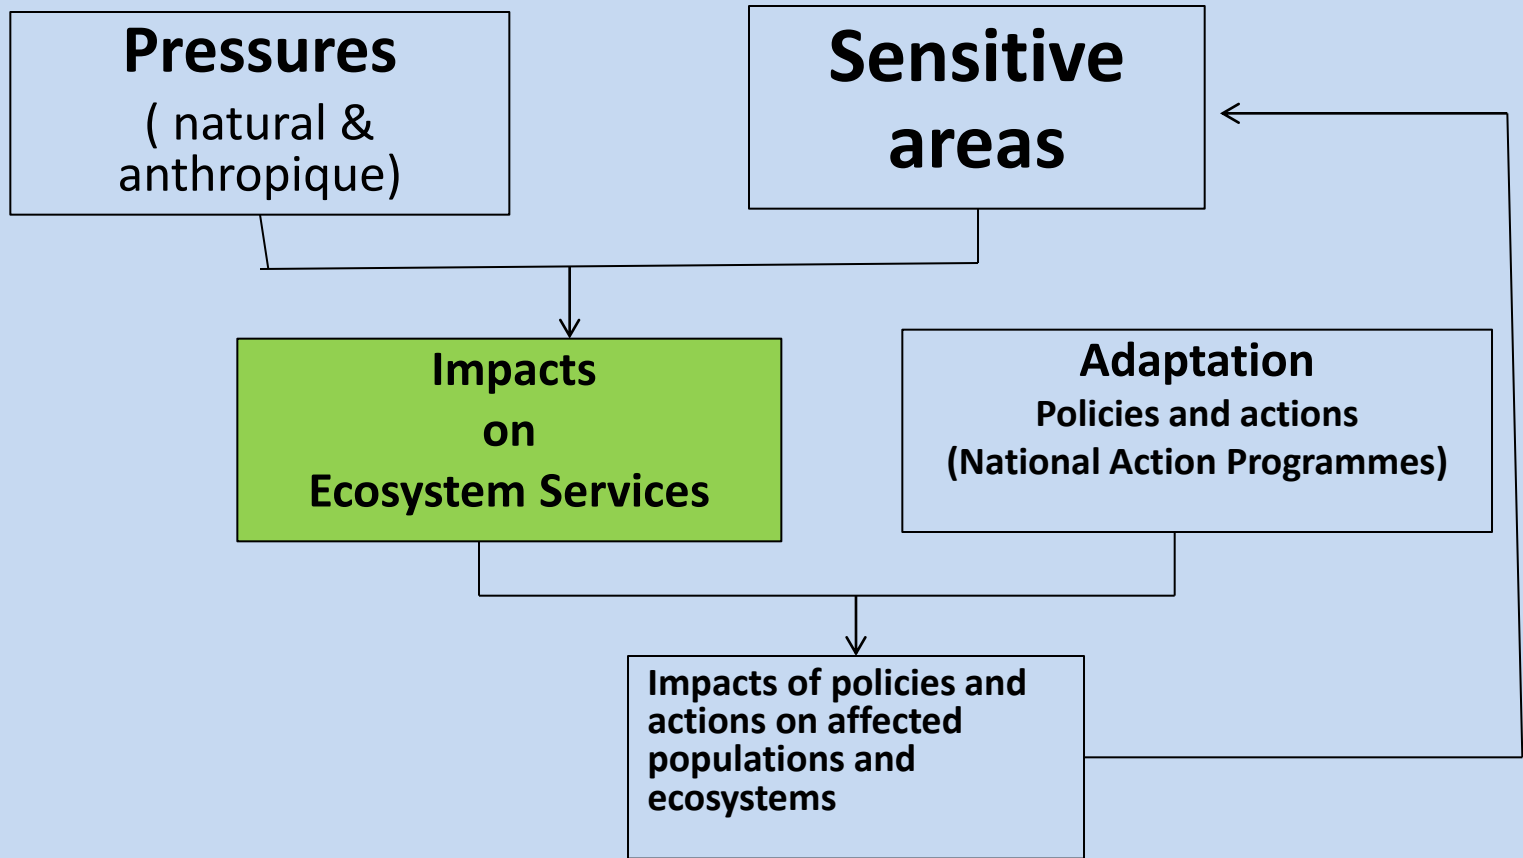 Pressures
( natural &
anthropique)
Sensitive
areas
Impacts
on
Ecosystem Services
Adaptation
Policies and actions
(National Action Programmes)
Impacts of policies and
actions on affected
populations and
ecosystems